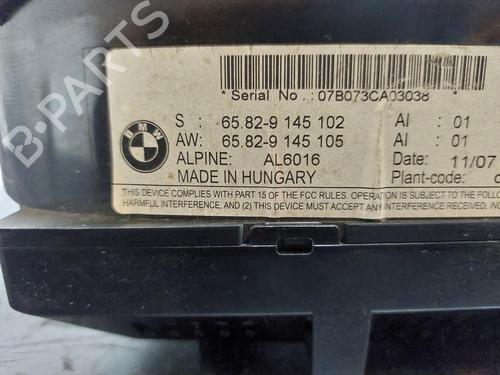 * Serial No : 07B073CA03038 *
S : 65.82-9 145 102 AI : 01
AW: 65.82-9 145 105 AI : 01
BMW
ALPINE: AL6016 Date: 11/07
MADE IN HUNGARY Plant-code:
THIS DEVICE COMPLIES WITH PART 15 OF THE FCC RULES. OPERATION IS SUBJECT TO THE FOLLO
HARMFUL INTERFERENCE, AND (2) THIS DEVICE MUST ACCEPT ANY INTERFERENCE RECEIVED, INC
B-PARTS